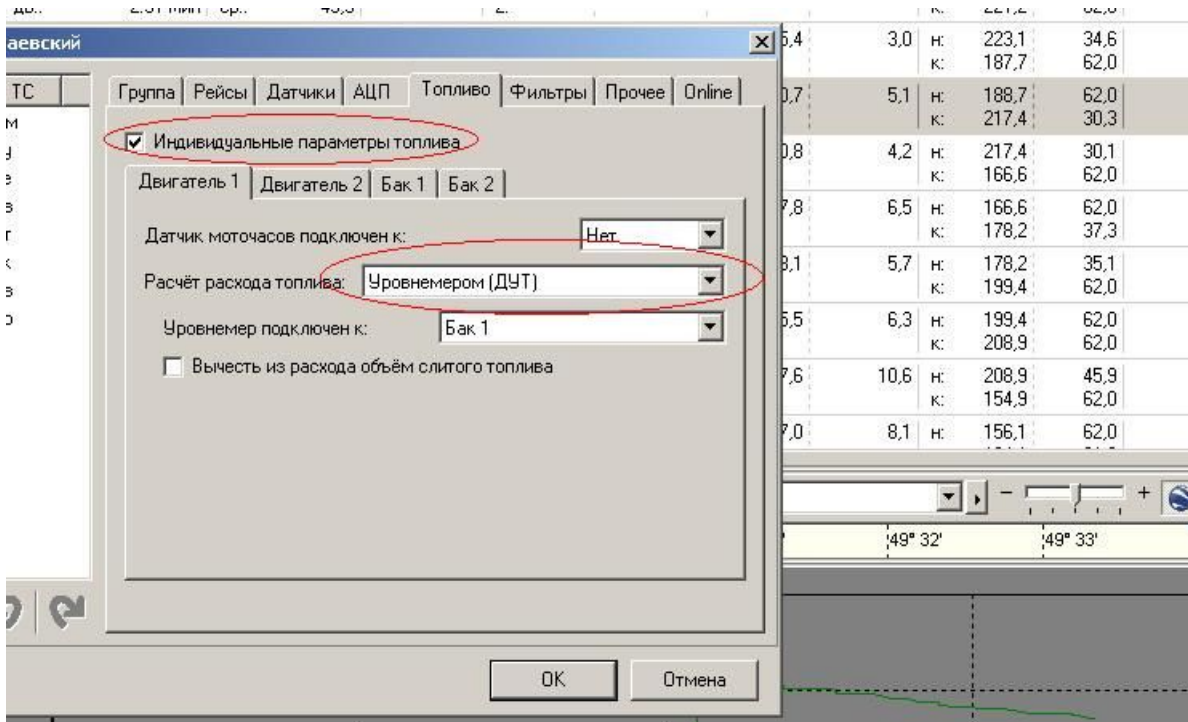 аевский
ТС
Группа Рейсы Датчики АЦП Топливо Фильтры Прочее Online
Индивидуальные параметры топлива
Двигатель 1 Двигатель 2 Бак 1 Бак 2
Датчик моточасов подключен к: Нет
Расчёт расхода топлива: Уровнемером (ДУТ)
Уровнемер подключен к: Бак 1
Вычесть из расхода объём слитого топлива
OK Отмена
3,0 н: 223,1 34,6
к: 187,7 62,0
5,1 н: 188,7 62,0
к: 217,4 30,3
4,2 н: 217,4 30,1
к: 166,6 62,0
6,5 н: 166,6 62,0
к: 178,2 37,3
5,7 н: 178,2 35,1
к: 199,4 62,0
6,3 н: 199,4 62,0
к: 208,9 62,0
10,6 н: 208,9 45,9
к: 154,9 62,0
8,1 н: 156,1 62,0
- +
49° 32' 49° 33'